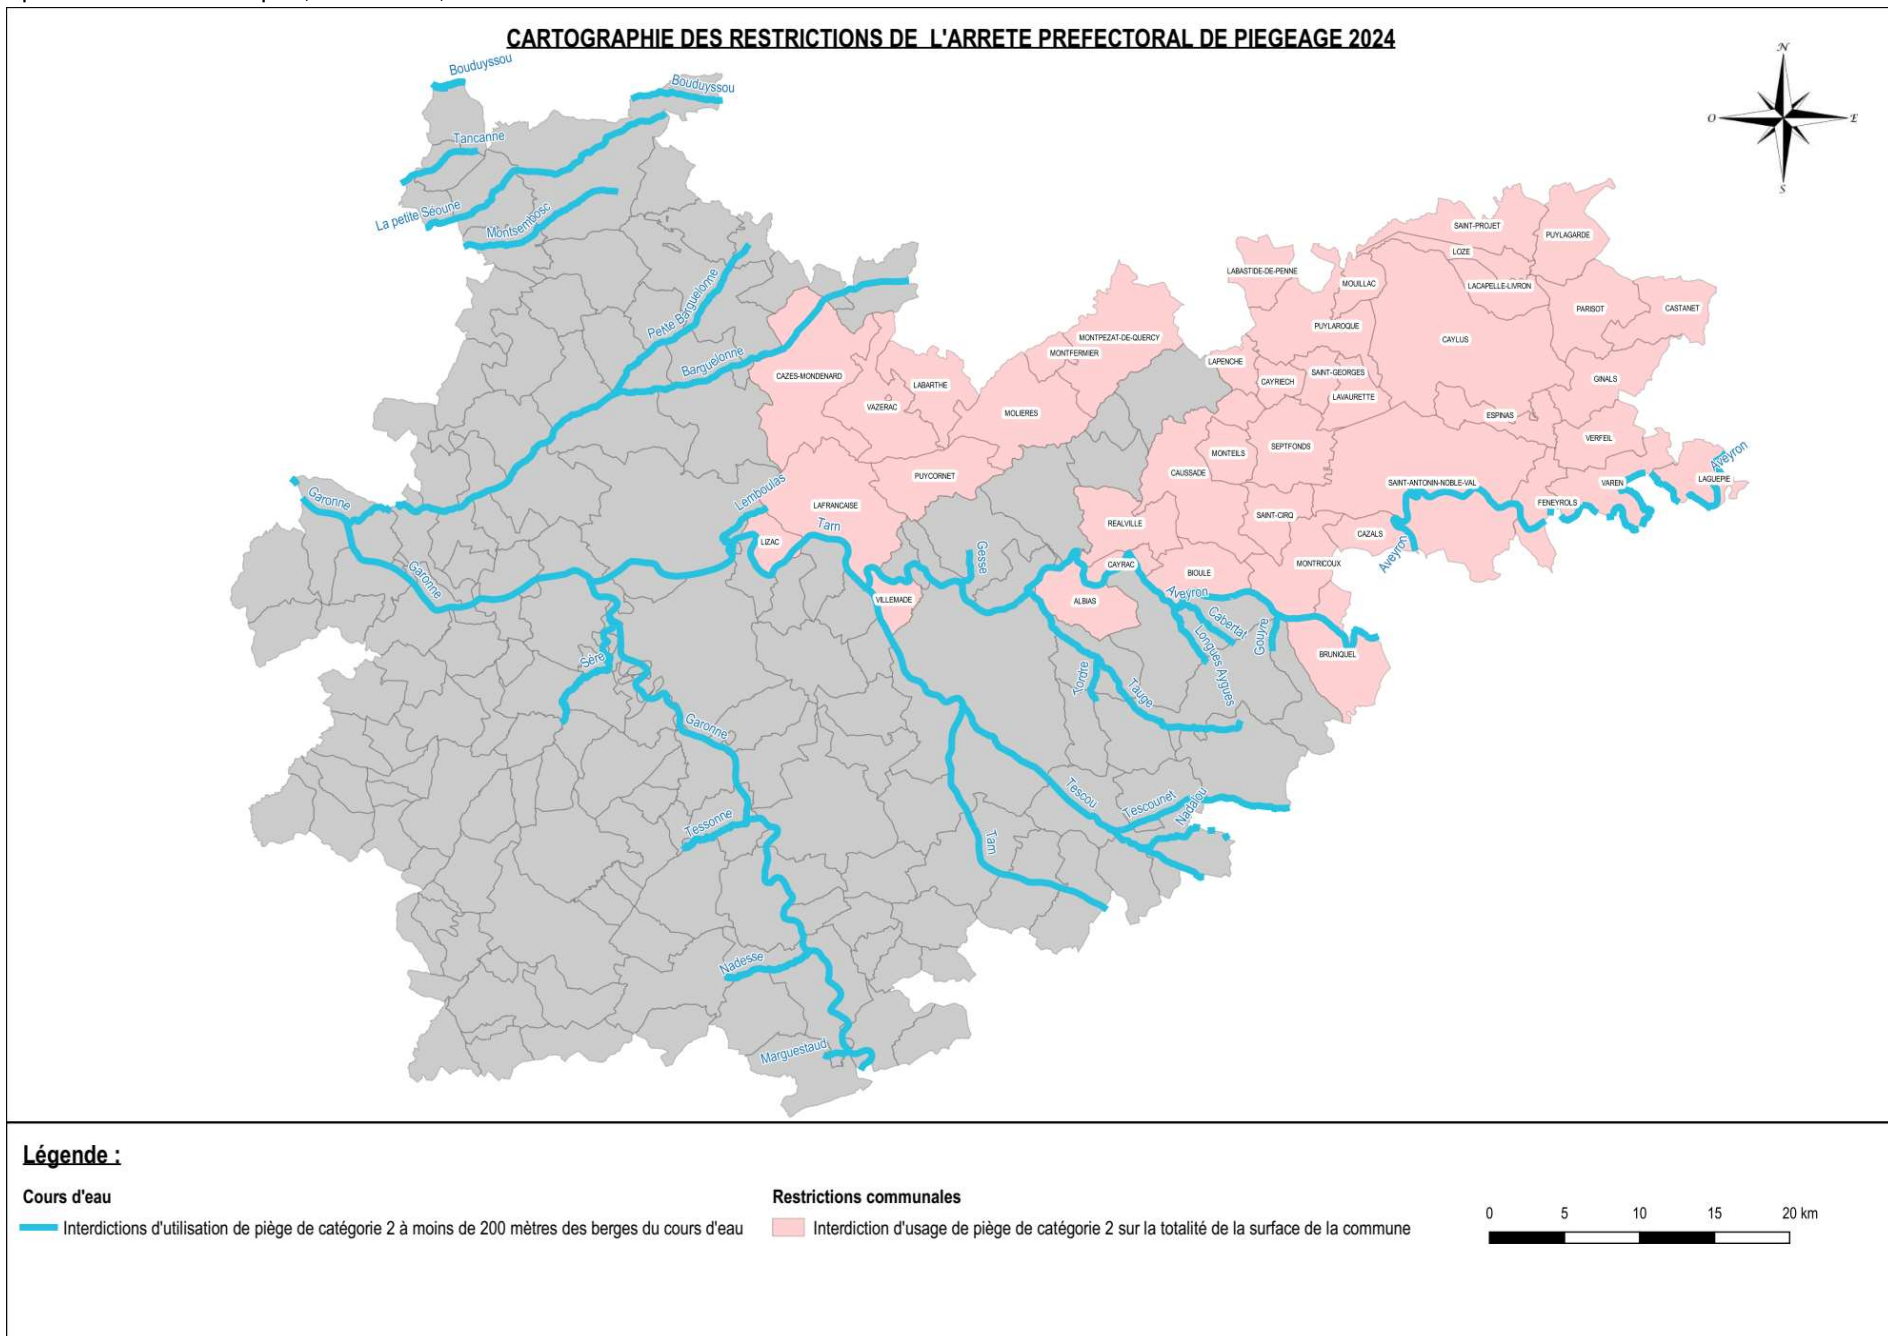 CARTOGRAPHIE DES RESTRICTIONS DE L'ARRETE PREFECTORAL DE PIEGEAGE 2024
N
O
E
S
Bouduyssou
Bouduyssou
Tancanne
La petite Séoune
Montsembosc
Petite Barguelonne
Barguelonne
SAINT-PROJET
PUYLAGARDE
LOZE
LABASTIDE-DE-PENNE
MOUILLAC
LACAPELLE-LIVRON
PARISOT
CASTANET
PUYLAROQUE
CAYLUS
MONTPEZAT-DE-QUERCY
MONTFERMIER
LAPENCHE
CAZES-MONDENARD
LABARTHE
CAYRIECH
SAINT-GEORGES
GINALS
LAVAURETTE
VAZERAC
MOLIERES
ESPINAS
VERFEIL
SEPTFONDS
MONTEILS
CAUSSADE
PUYCORNET
SAINT-ANTONIN-NOBLE-VAL
VAREN
LAGUEPIE
Aveyron
FENEYROLS
Garonne
Lemboulas
LAFRANCAISE
Tarn
REALVILLE
SAINT-CIRQ
CAZALS
LIZAC
Gesse
Aveyron
CAYRAC
BIOULE
MONTRICOUX
Garonne
VILLEMADE
ALBIAS
Aveyron
Cabertat
Gouyre
Longues Aygues
BRUNIQUEL
Sère
Tordre
Tauge
Garonne
Tescou
Tescounet
Nadalou
Tessonne
Tarn
Nadesse
Marguestaud
Légende :
Cours d'eau
Interdictions d'utilisation de piège de catégorie 2 à moins de 200 mètres des berges du cours d'eau
Restrictions communales
Interdiction d'usage de piège de catégorie 2 sur la totalité de la surface de la commune
0 5 10 15 20 km